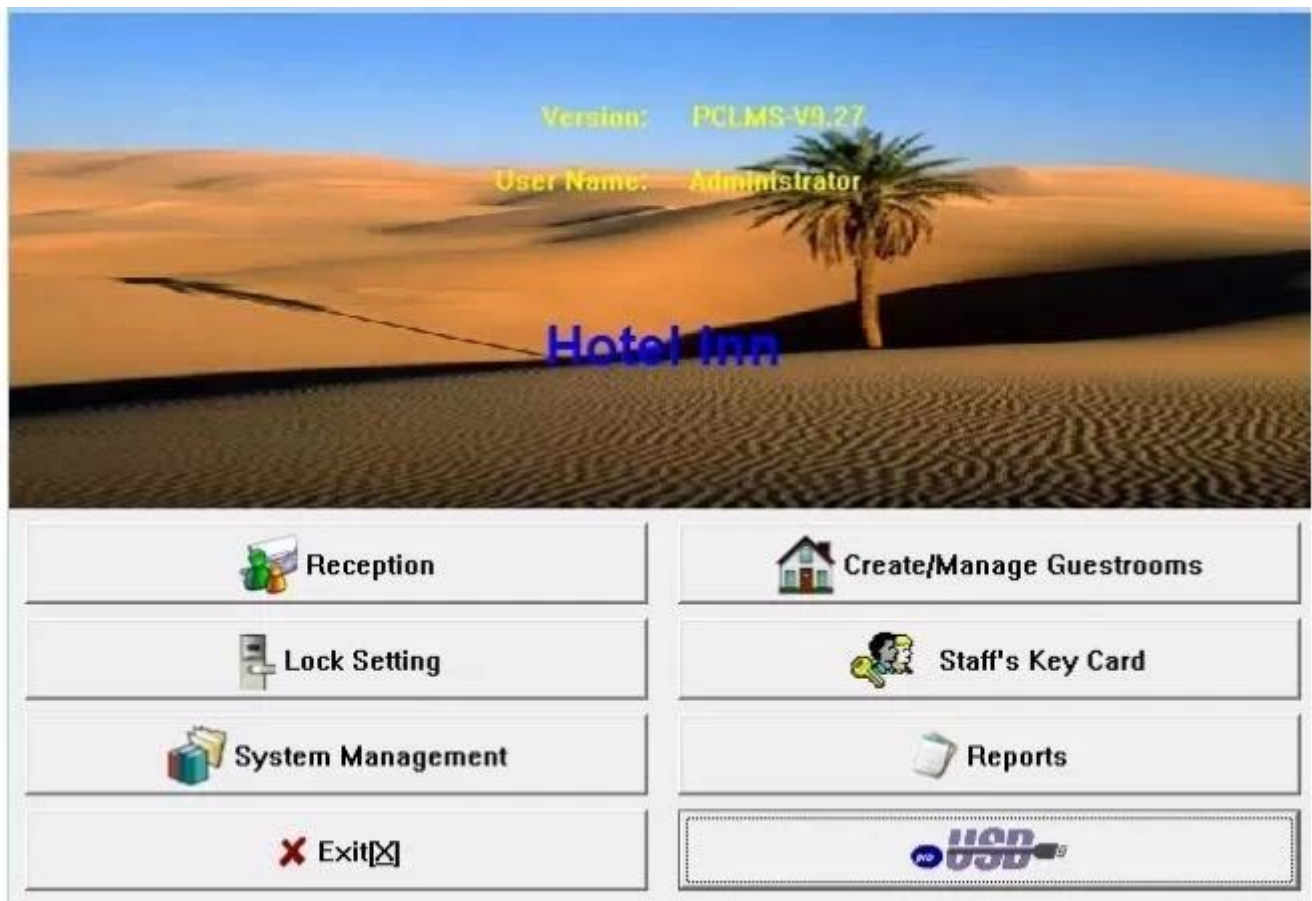 Version: PCLMS-V9.27
User Name: Administrator
Hotel Inn
Reception
Create/Manage Guestrooms
Lock Setting
Staff's Key Card
System Management
Reports
Exit[X]
USB